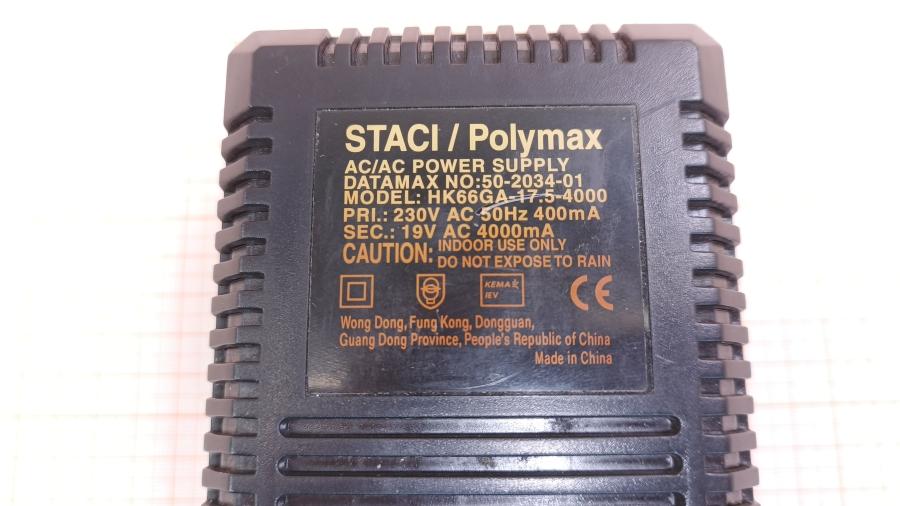 STACI / Polymax
AC/AC POWER SUPPLY
DATAMAX NO:50-2034-01
MODEL: HK66GA-17.5-4000
PRI.: 230V AC 50Hz 400mA
SEC.: 19V AC 4000mA
CAUTION: INDOOR USE ONLY
DO NOT EXPOSE TO RAIN
KEMA
IEV
CE
Wong Dong, Fung Kong, Dongguan,
Guang Dong Province, People's Republic of China
Made in China